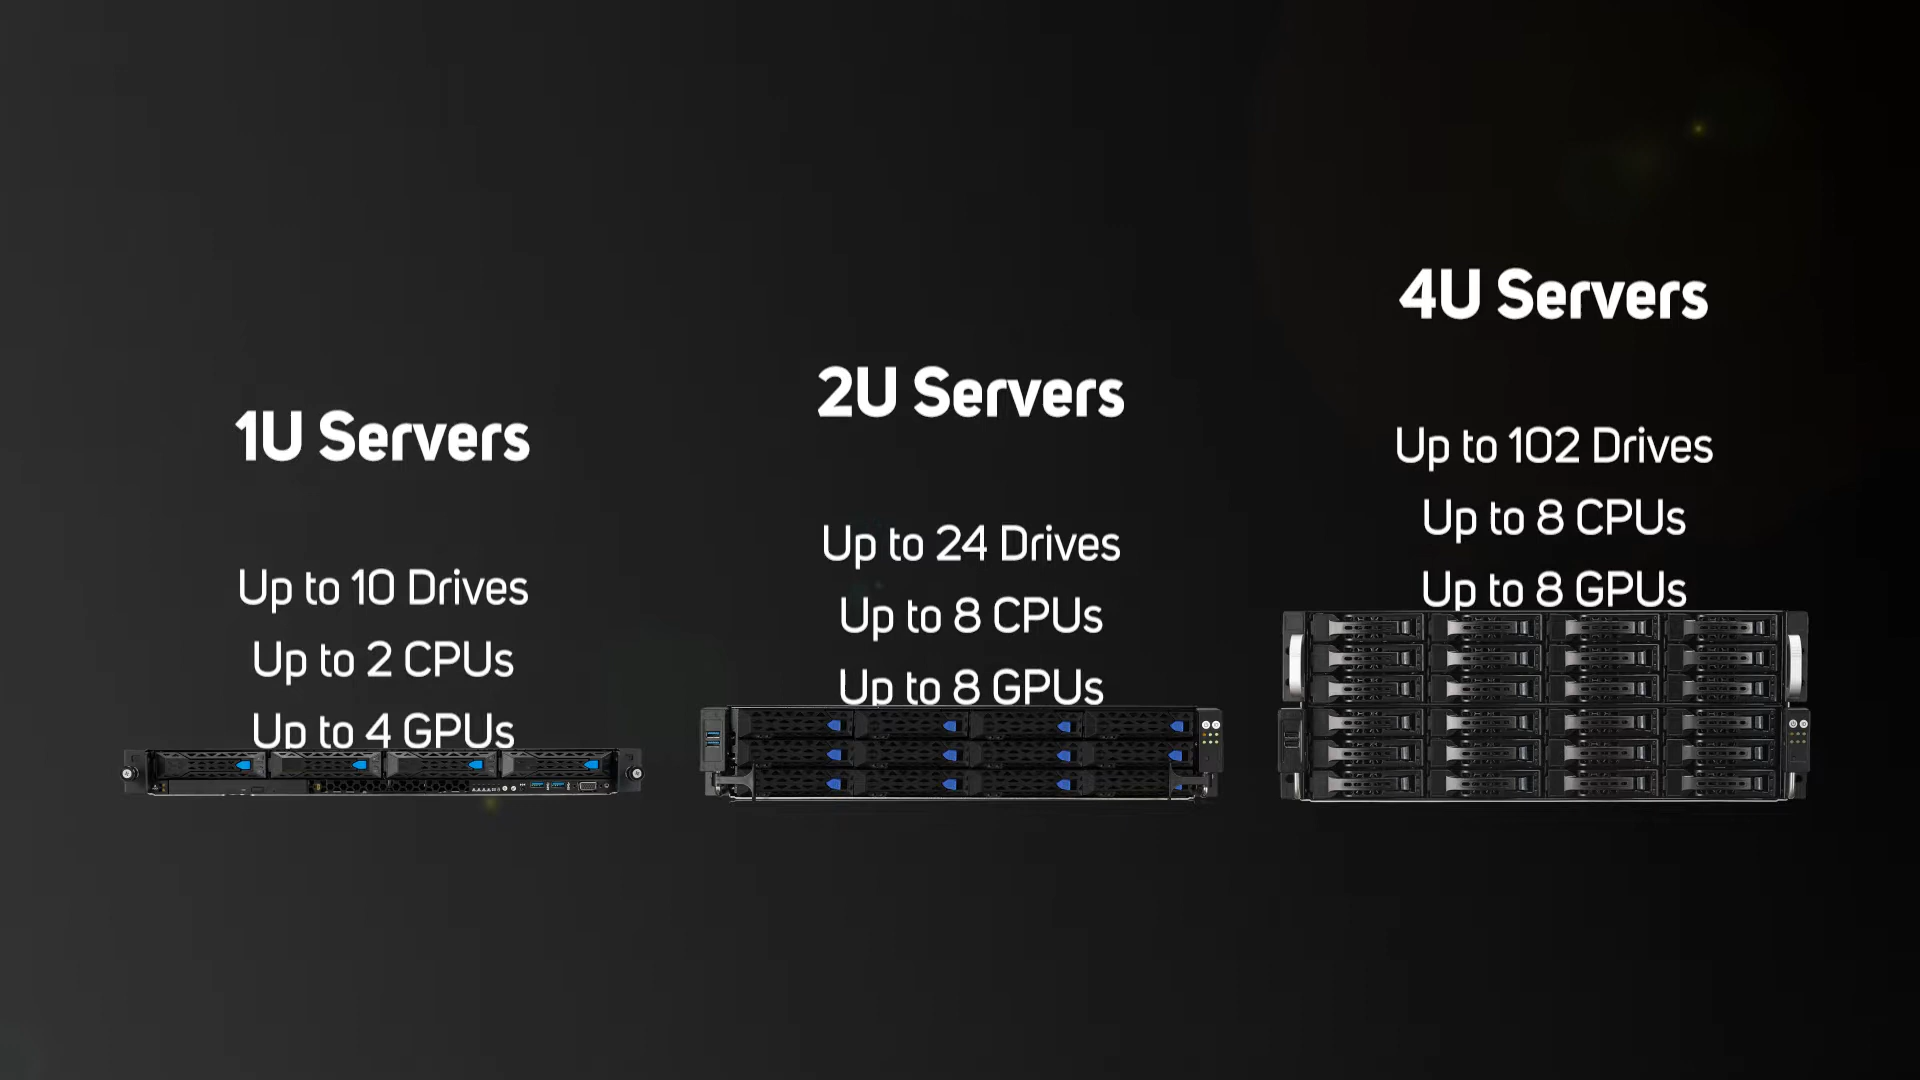 1U Servers
Up to 10 Drives
Up to 2 CPUs
Up to 4 GPUs
2U Servers
Up to 24 Drives
Up to 8 CPUs
Up to 8 GPUs
4U Servers
Up to 102 Drives
Up to 8 CPUs
Up to 8 GPUs